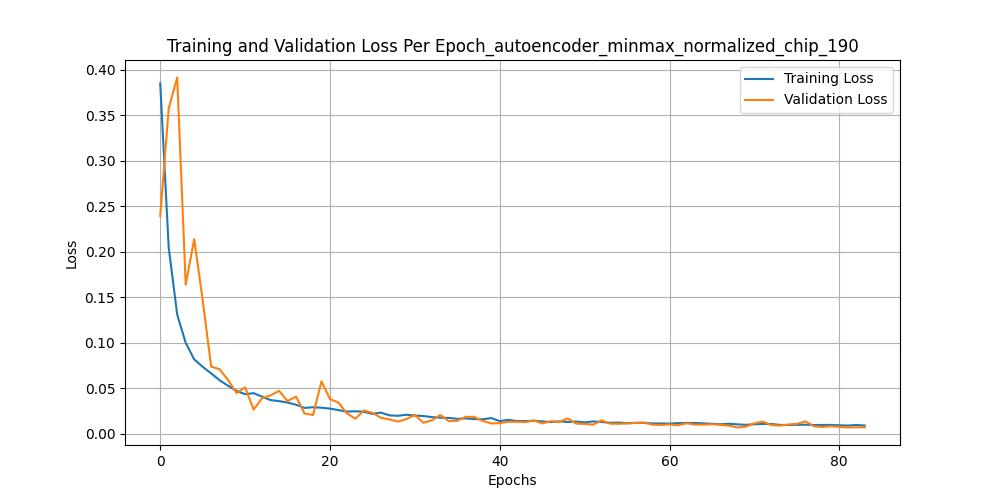 Training and Validation Loss Per Epoch_autoencoder_minmax_normalized_chip_190
Training Loss
Validation Loss
0.40
0.35
0.30
0.25
0.20
0.15
0.10
0.05
0.00
Loss
0
20
40
60
80
Epochs